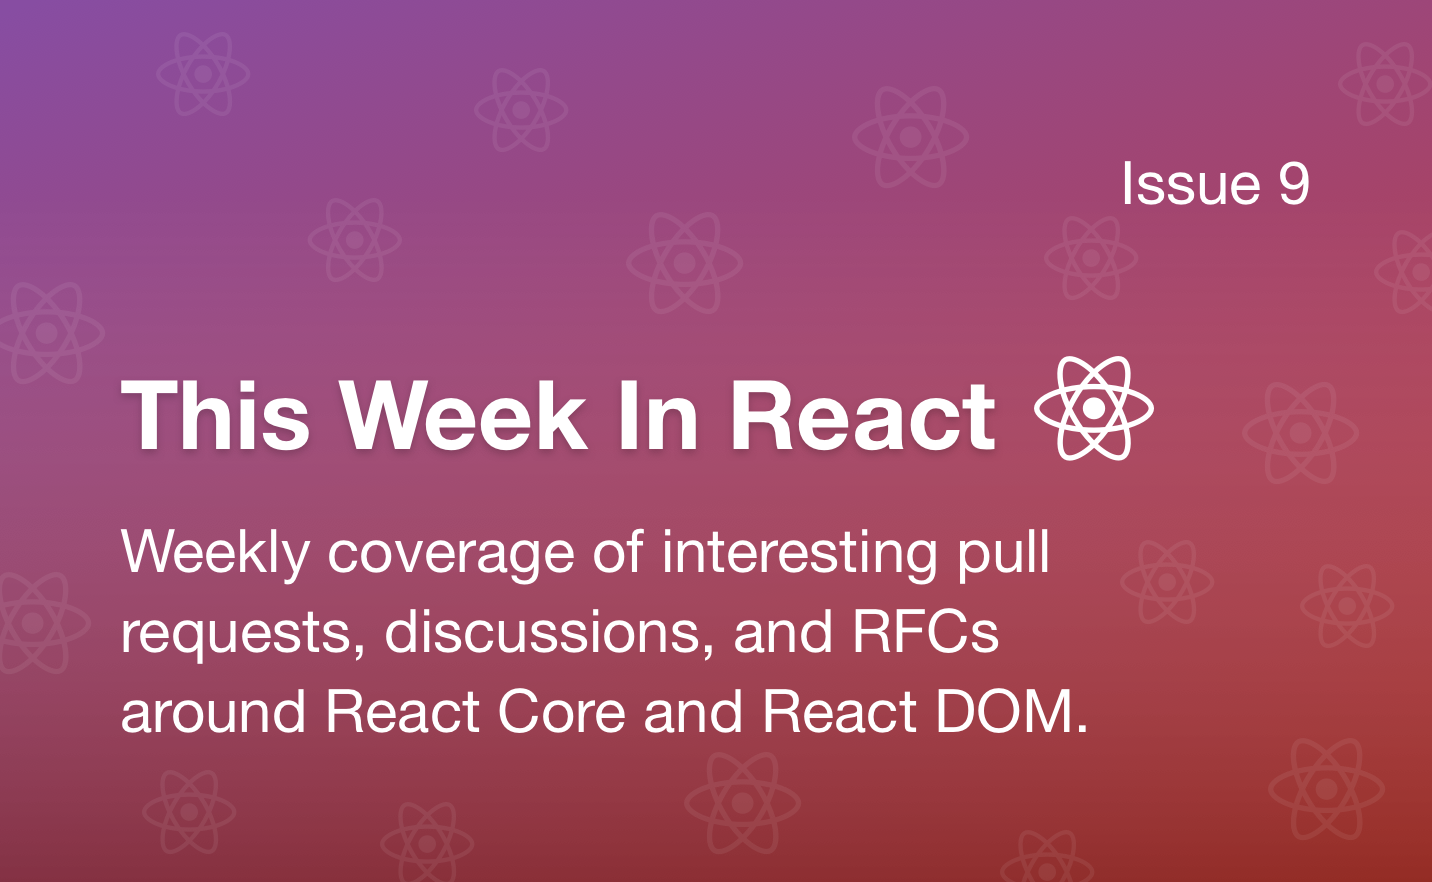 Issue 9
This Week In React
Weekly coverage of interesting pull
requests, discussions, and RFCs
around React Core and React DOM.